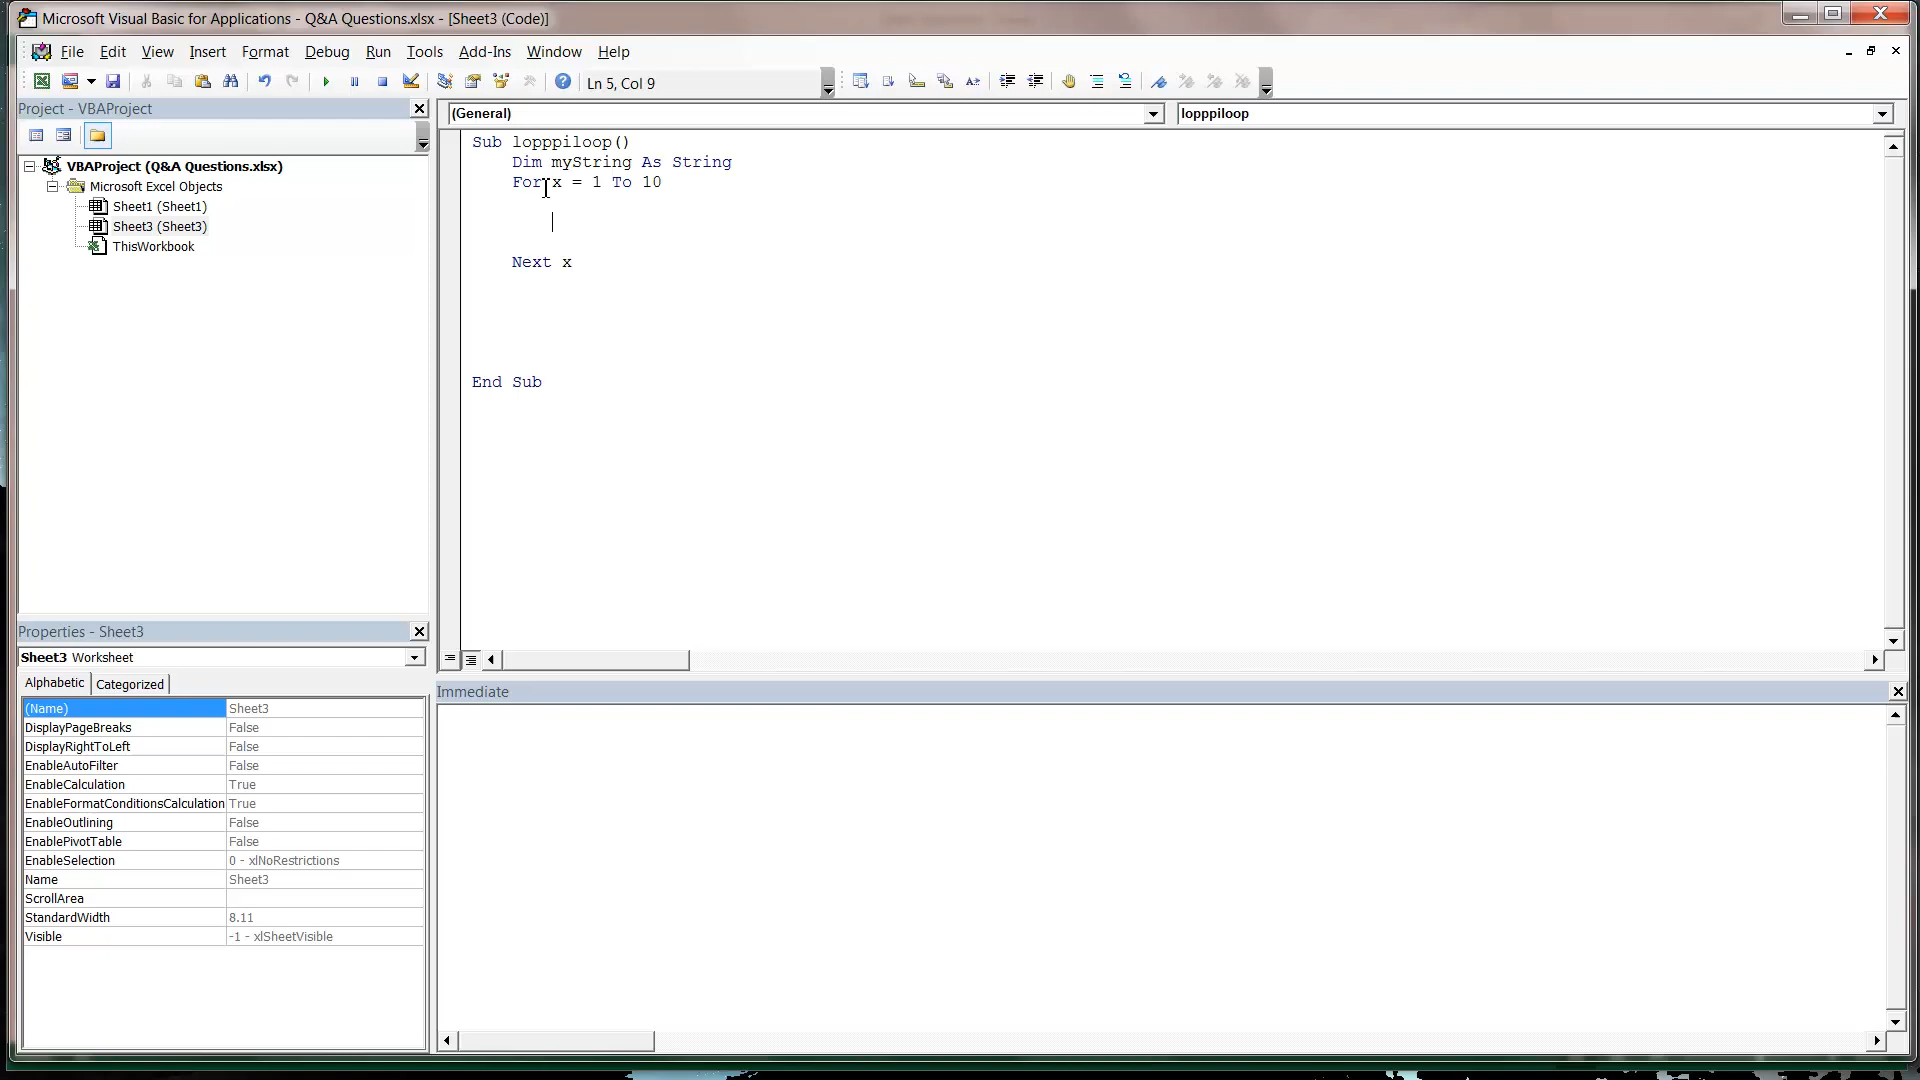 Microsoft Visual Basic for Applications - Q&A Questions.xlsx - [Sheet3 (Code)]
File Edit View Insert Format Debug Run Tools Add-Ins Window Help
Ln 5, Col 9
Project - VBAProject
VBAProject (Q&A Questions.xlsx)
Microsoft Excel Objects
Sheet1 (Sheet1)
Sheet3 (Sheet3)
ThisWorkbook
Properties - Sheet3
Sheet3 Worksheet
Alphabetic Categorized
(Name) Sheet3
DisplayPageBreaks False
DisplayRightToLeft False
EnableAutoFilter False
EnableCalculation True
EnableFormatConditionsCalculation True
EnableOutlining False
EnablePivotTable False
EnableSelection 0 - xlNoRestrictions
Name Sheet3
ScrollArea
StandardWidth 8.11
Visible -1 - xlSheetVisible
(General) lopppiloop
Sub lopppiloop()
Dim myString As String
For x = 1 To 10
Next x
End Sub
Immediate